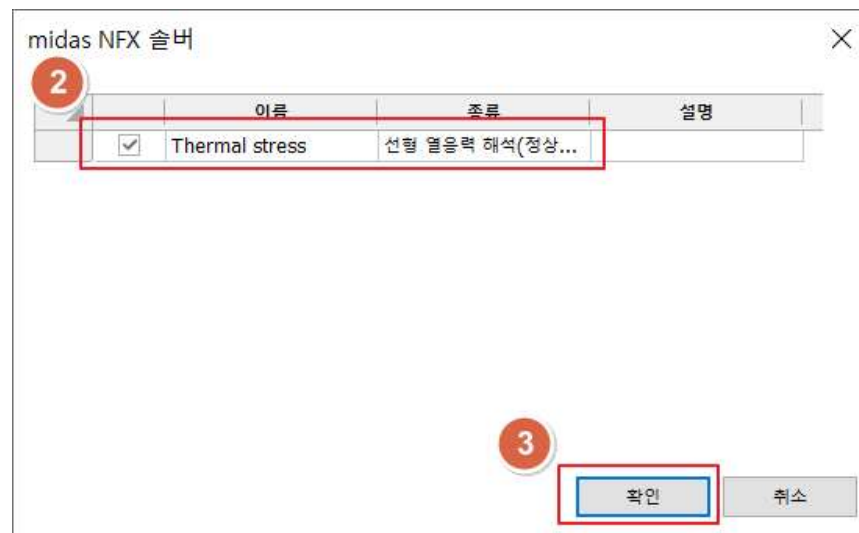 midas NFX 솔버
2
이름 종류 설명
Thermal stress 선형 열응력 해석(정상...
3
확인 취소